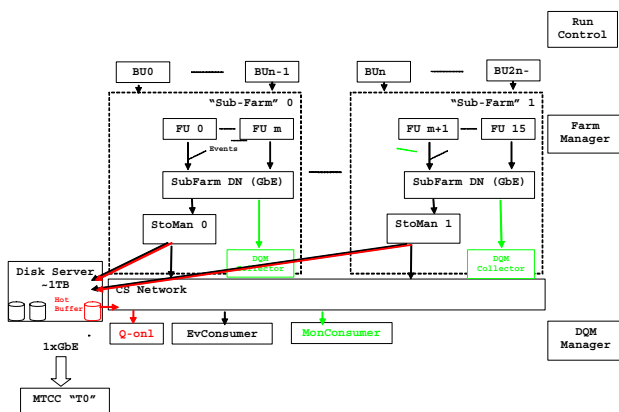 Run
Control
BU0
BUn-1
BUn
BU2n-
“Sub-Farm” 0
“Sub-Farm” 1
FU 0
FU m
FU m+1
FU 15
Events
Farm
Manager
SubFarm DN (GbE)
SubFarm DN (GbE)
StoMan 0
StoMan 1
DQM
Collector
DQM
Collector
Disk Server
~1TB
Hot
Buffer
CS Network
Q-onl
EvConsumer
MonConsumer
DQM
Manager
1xGbE
MTCC “T0”